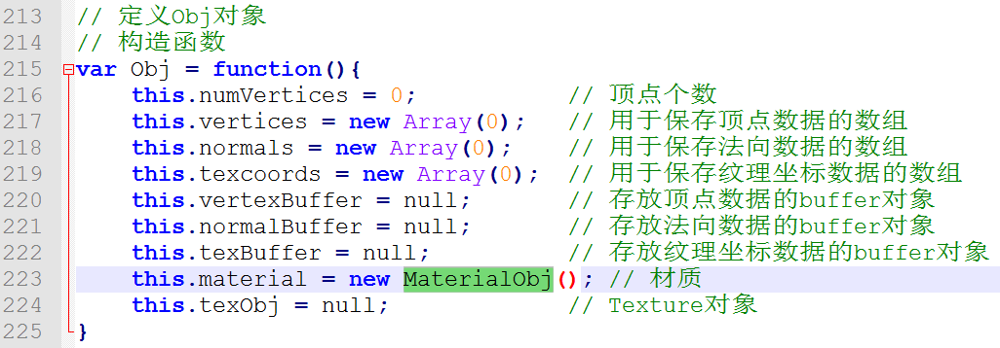 213 // 定义Obj对象
214 // 构造函数
215 var Obj = function(){
216     this.numVertices = 0;           // 顶点个数
217     this.vertices = new Array(0);   // 用于保存顶点数据的数组
218     this.normals = new Array(0);    // 用于保存法向数据的数组
219     this.texcoords = new Array(0);  // 用于保存纹理坐标数据的数组
220     this.vertexBuffer = null;       // 存放顶点数据的buffer对象
221     this.normalBuffer = null;       // 存放法向数据的buffer对象
222     this.texBuffer = null;          // 存放纹理坐标数据的buffer对象
223     this.material = new MaterialObj(); // 材质
224     this.texObj = null;             // Texture对象
225 }